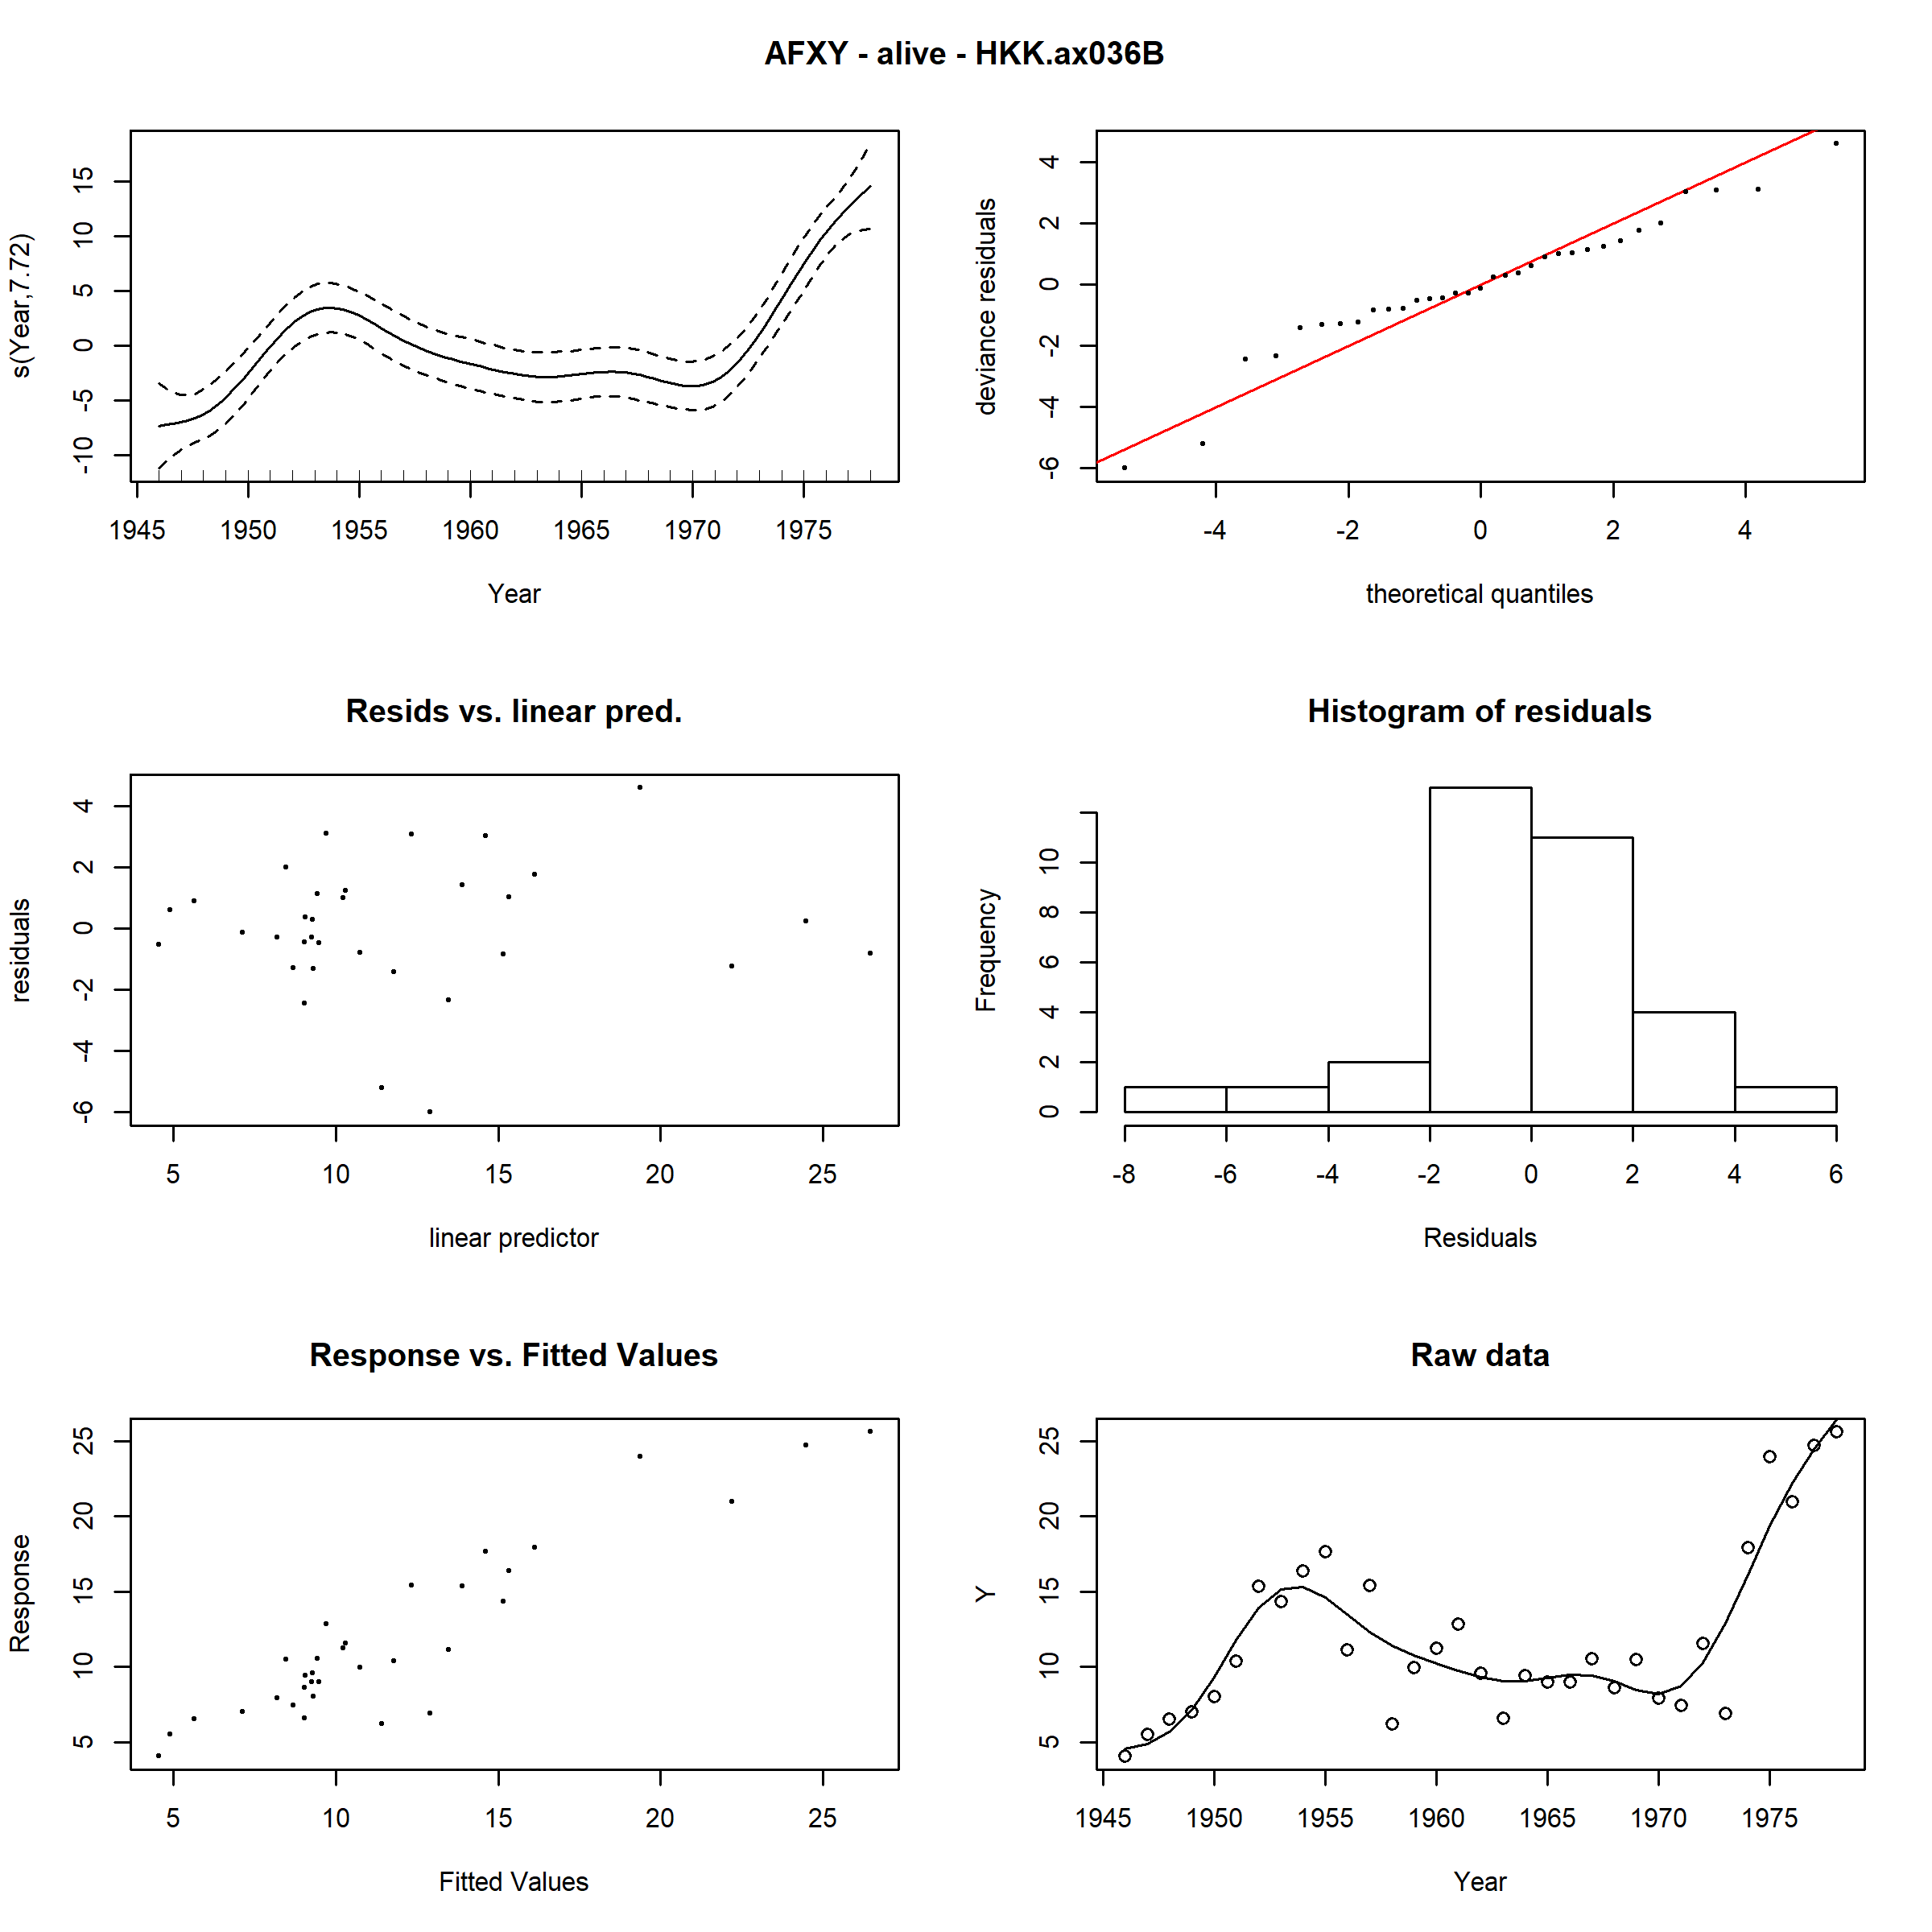 AFXY - alive - HKK.ax036B
s(Year,7.72)
15
10
5
0
-5
-10
1945 1950 1955 1960 1965 1970 1975
Year
deviance residuals
4
2
0
-2
-4
-6
-4 -2 0 2 4
theoretical quantiles
Resids vs. linear pred.
residuals
4
2
0
-2
-4
-6
5 10 15 20 25
linear predictor
Histogram of residuals
Frequency
10
8
6
4
2
0
-8 -6 -4 -2 0 2 4 6
Residuals
Response vs. Fitted Values
Response
25
20
15
10
5
5 10 15 20 25
Fitted Values
Raw data
Y
25
20
15
10
5
1945 1950 1955 1960 1965 1970 1975
Year